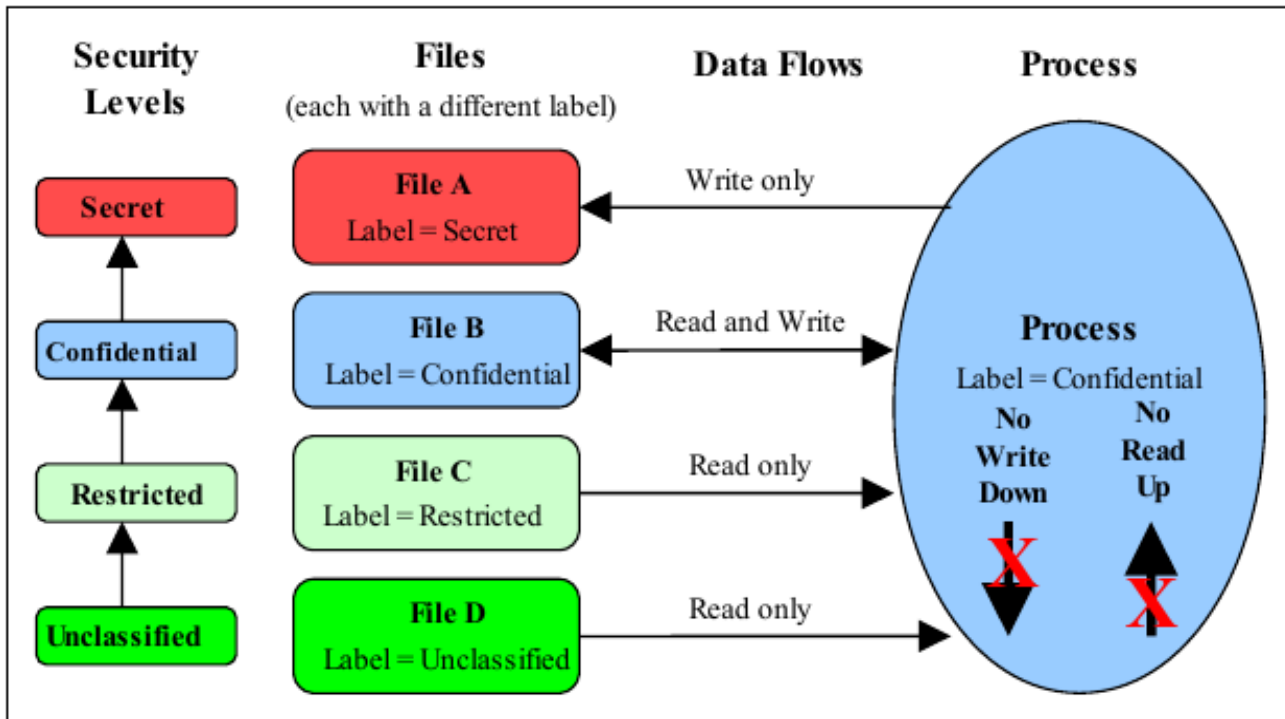 Security
Levels
Files
(each with a different label)
Data Flows
Process
Secret
Confidential
Restricted
Unclassified
File A
Label = Secret
File B
Label = Confidential
File C
Label = Restricted
File D
Label = Unclassified
Write only
Read and Write
Read only
Read only
Process
Label = Confidential
No
Write
Down
X
No
Read
Up
X